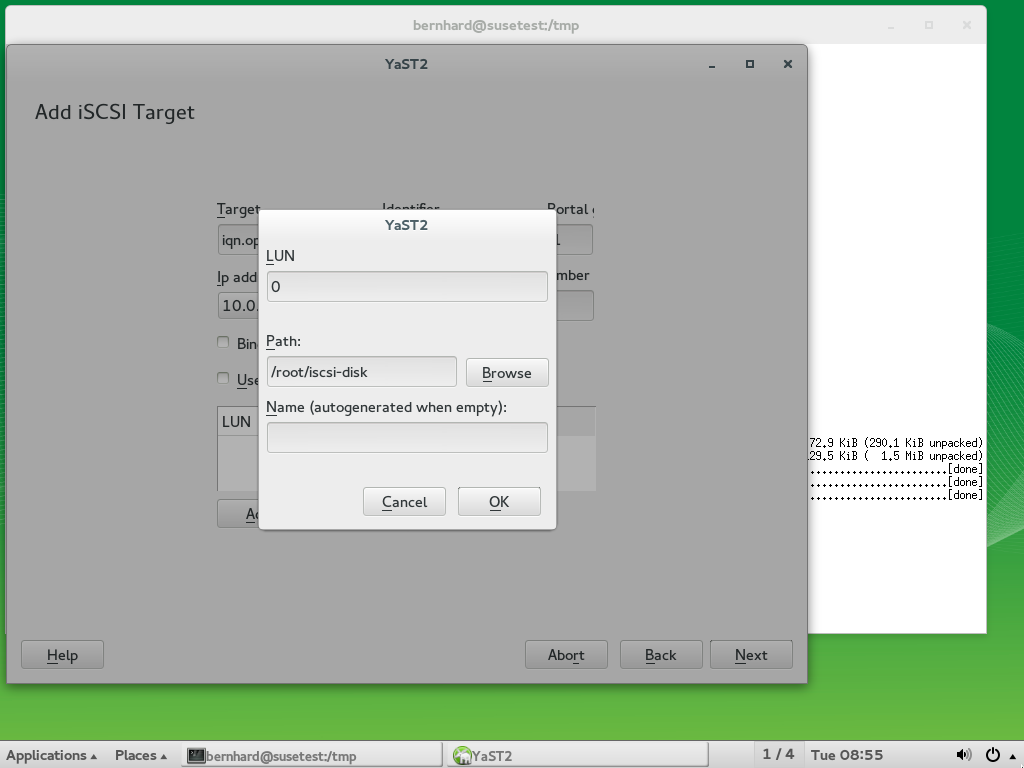 bernhard@susetest:/tmp
YaST2
Add iSCSI Target
Target Identifier Portal
iqn.op 1
Ip add mber
10.0.
Bin
Use
LUN
YaST2
LUN
0
Path:
/root/iscsi-disk Browse
Name (autogenerated when empty):
Cancel OK
72.9 KiB (290.1 KiB unpacked)
29.5 KiB (  1.5 MiB unpacked)
......................[done]
......................[done]
......................[done]
Help Abort Back Next
Applications Places bernhard@susetest:/tmp YaST2 1 / 4 Tue 08:55